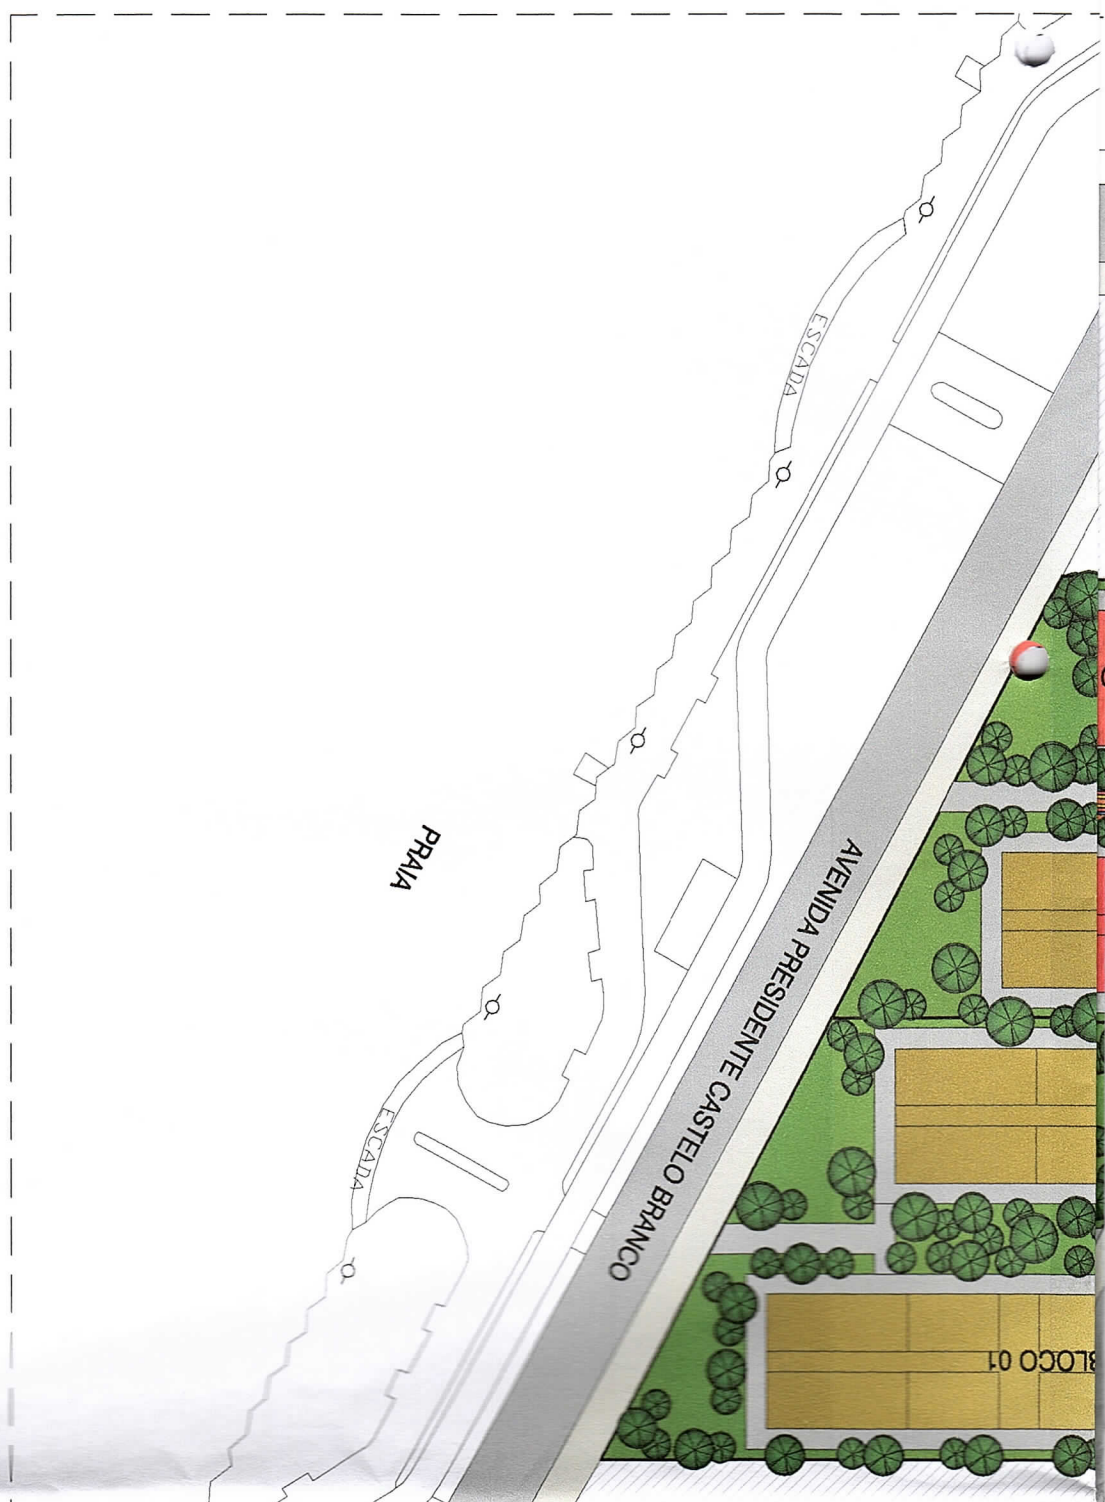 ESCADA
PRAIA
AVENIDA PRESIDENTE CASTELO BRANCO
ESCADA
BLOCO 01